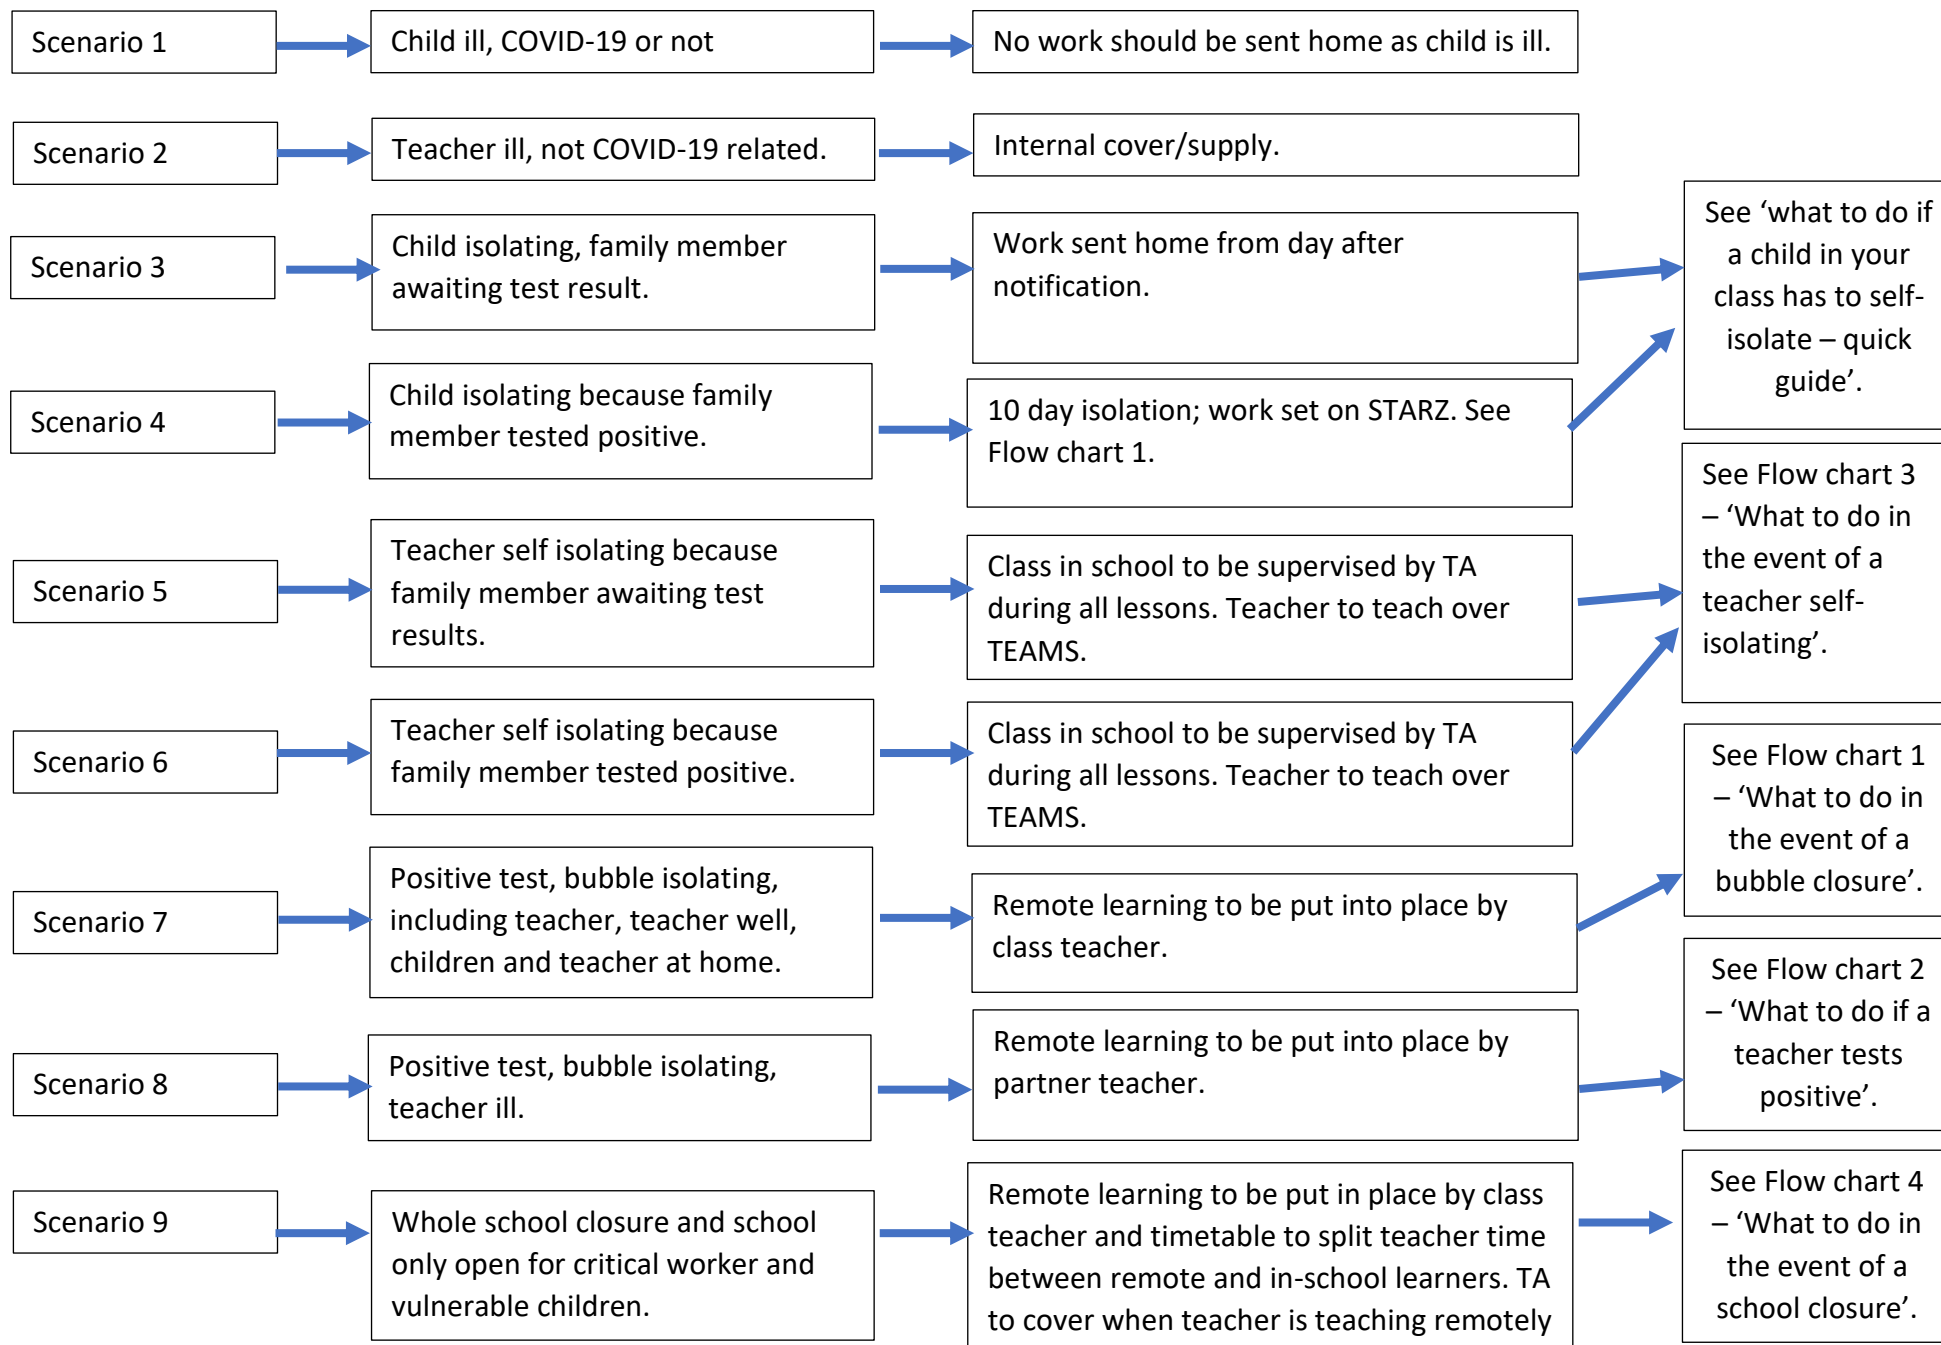 Scenario 1
Child ill, COVID-19 or not
No work should be sent home as child is ill.
Scenario 2
Teacher ill, not COVID-19 related.
Internal cover/supply.
Scenario 3
Child isolating, family member
awaiting test result.
Work sent home from day after
notification.
See ‘what to do if
a child in your
class has to self-
isolate – quick
guide’.
Scenario 4
Child isolating because family
member tested positive.
10 day isolation; work set on STARZ. See
Flow chart 1.
Scenario 5
Teacher self isolating because
family member awaiting test
results.
Class in school to be supervised by TA
during all lessons. Teacher to teach over
TEAMS.
See Flow chart 3
– ‘What to do in
the event of a
teacher self-
isolating’.
Scenario 6
Teacher self isolating because
family member tested positive.
Class in school to be supervised by TA
during all lessons. Teacher to teach over
TEAMS.
Scenario 7
Positive test, bubble isolating,
including teacher, teacher well,
children and teacher at home.
Remote learning to be put into place by
class teacher.
See Flow chart 1
– ‘What to do in
the event of a
bubble closure’.
Scenario 8
Positive test, bubble isolating,
teacher ill.
Remote learning to be put into place by
partner teacher.
See Flow chart 2
– ‘What to do if a
teacher tests
positive’.
Scenario 9
Whole school closure and school
only open for critical worker and
vulnerable children.
Remote learning to be put in place by class
teacher and timetable to split teacher time
between remote and in-school learners. TA
to cover when teacher is teaching remotely
See Flow chart 4
– ‘What to do in
the event of a
school closure’.